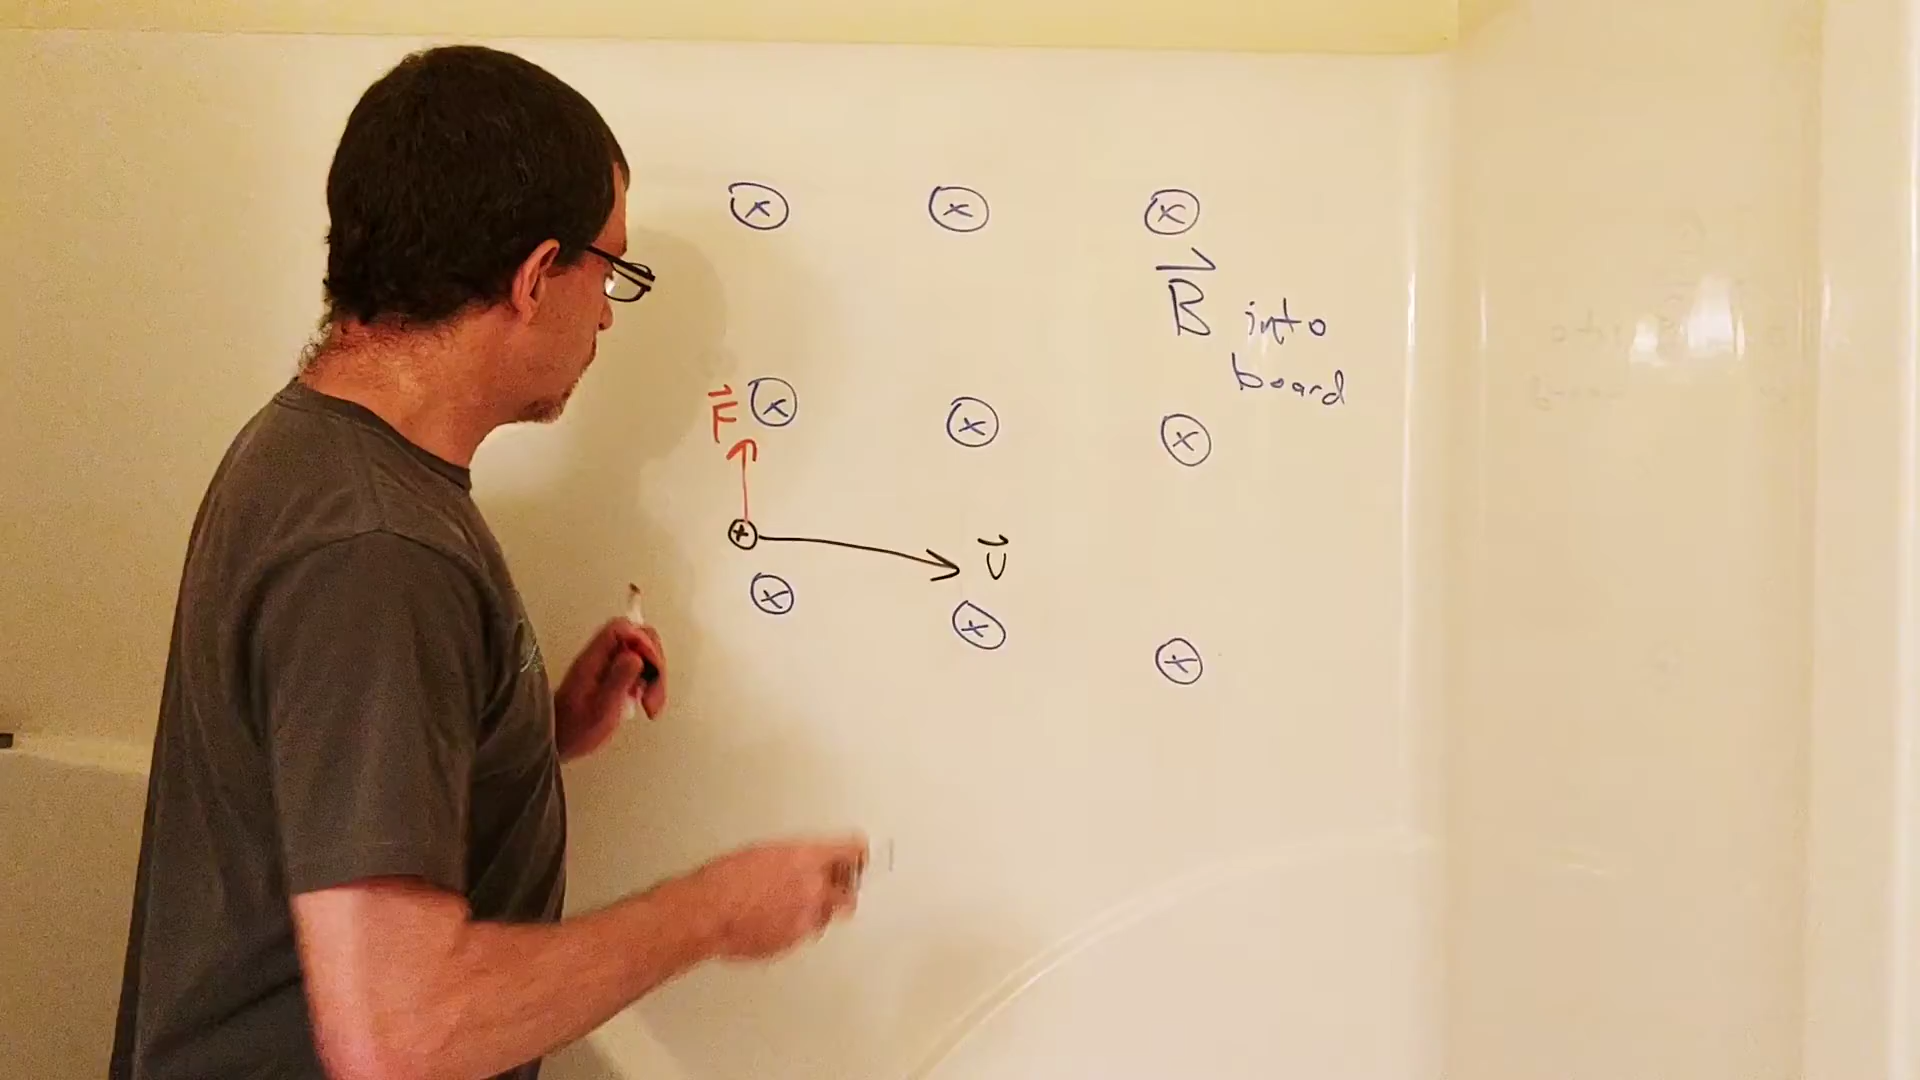 x x x
B⃗ into
board
F⃗ x x x
+ v⃗
x x x